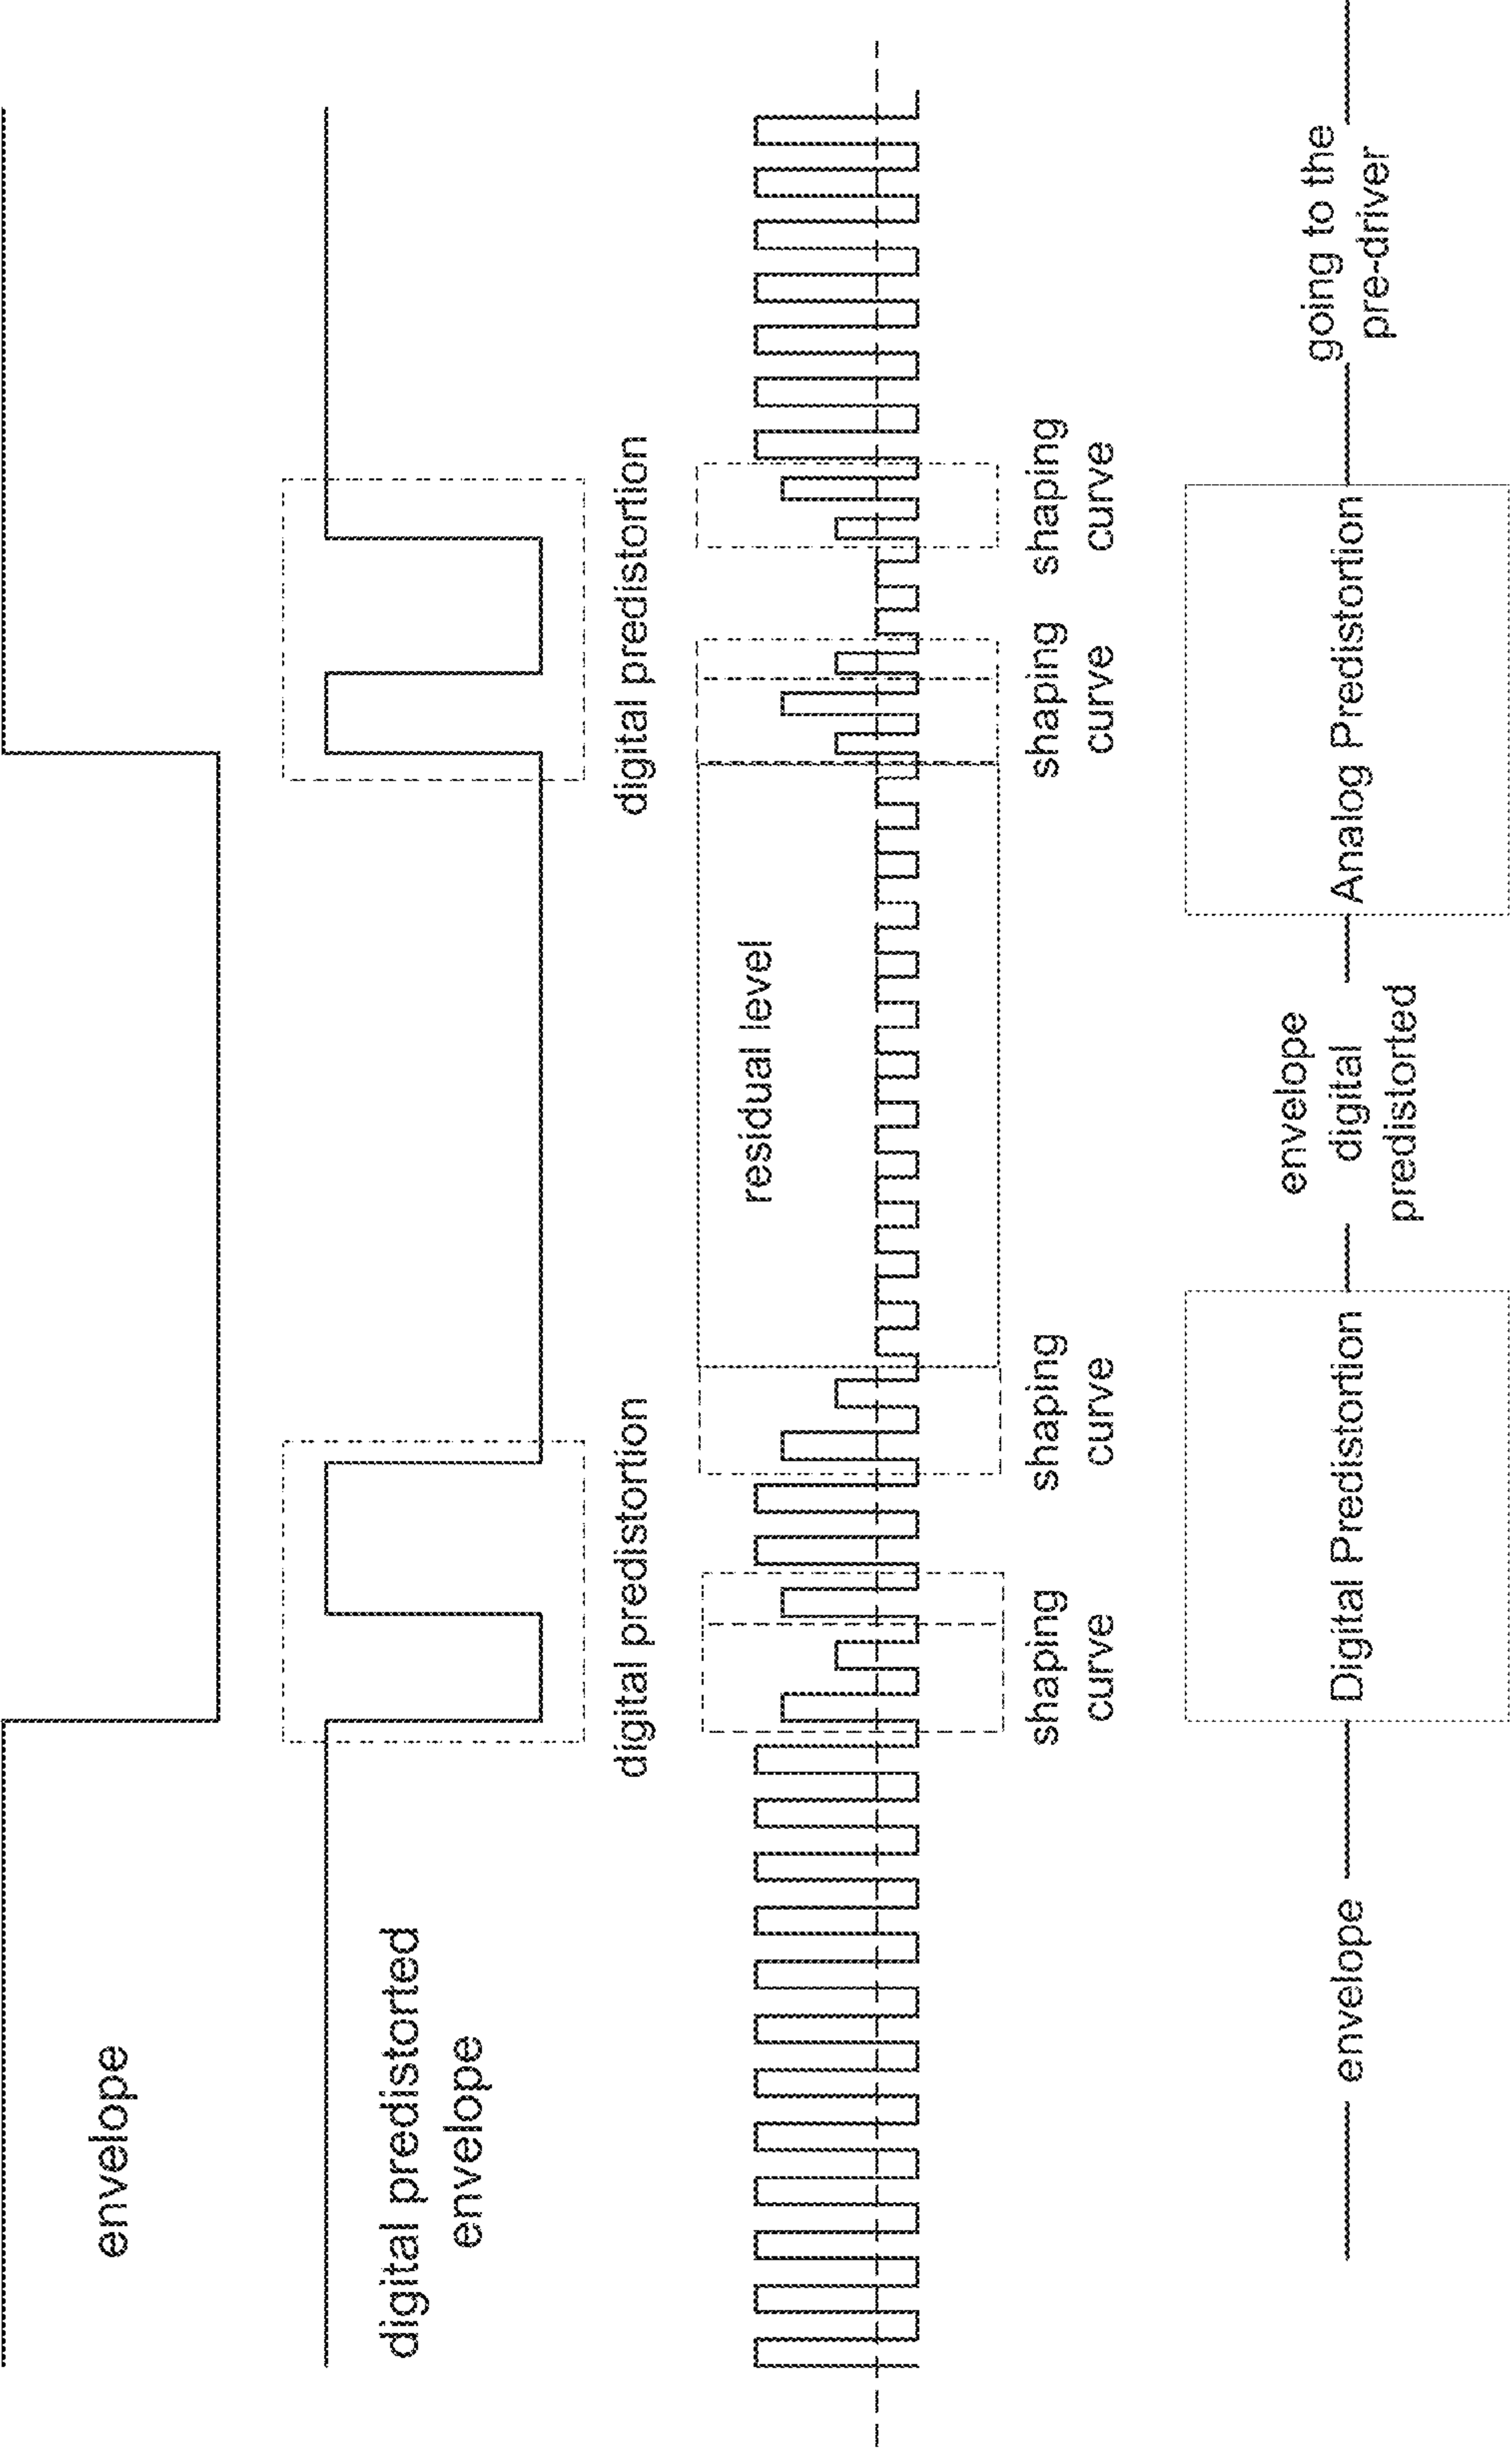 envelope
digital predistorted
envelope
digital predistortion
digital predistortion
residual level
shaping
curve
shaping
curve
shaping
curve
shaping
curve
envelope
Digital Predistortion
envelope
digital
predistorted
Analog Predistortion
going to the
pre-driver